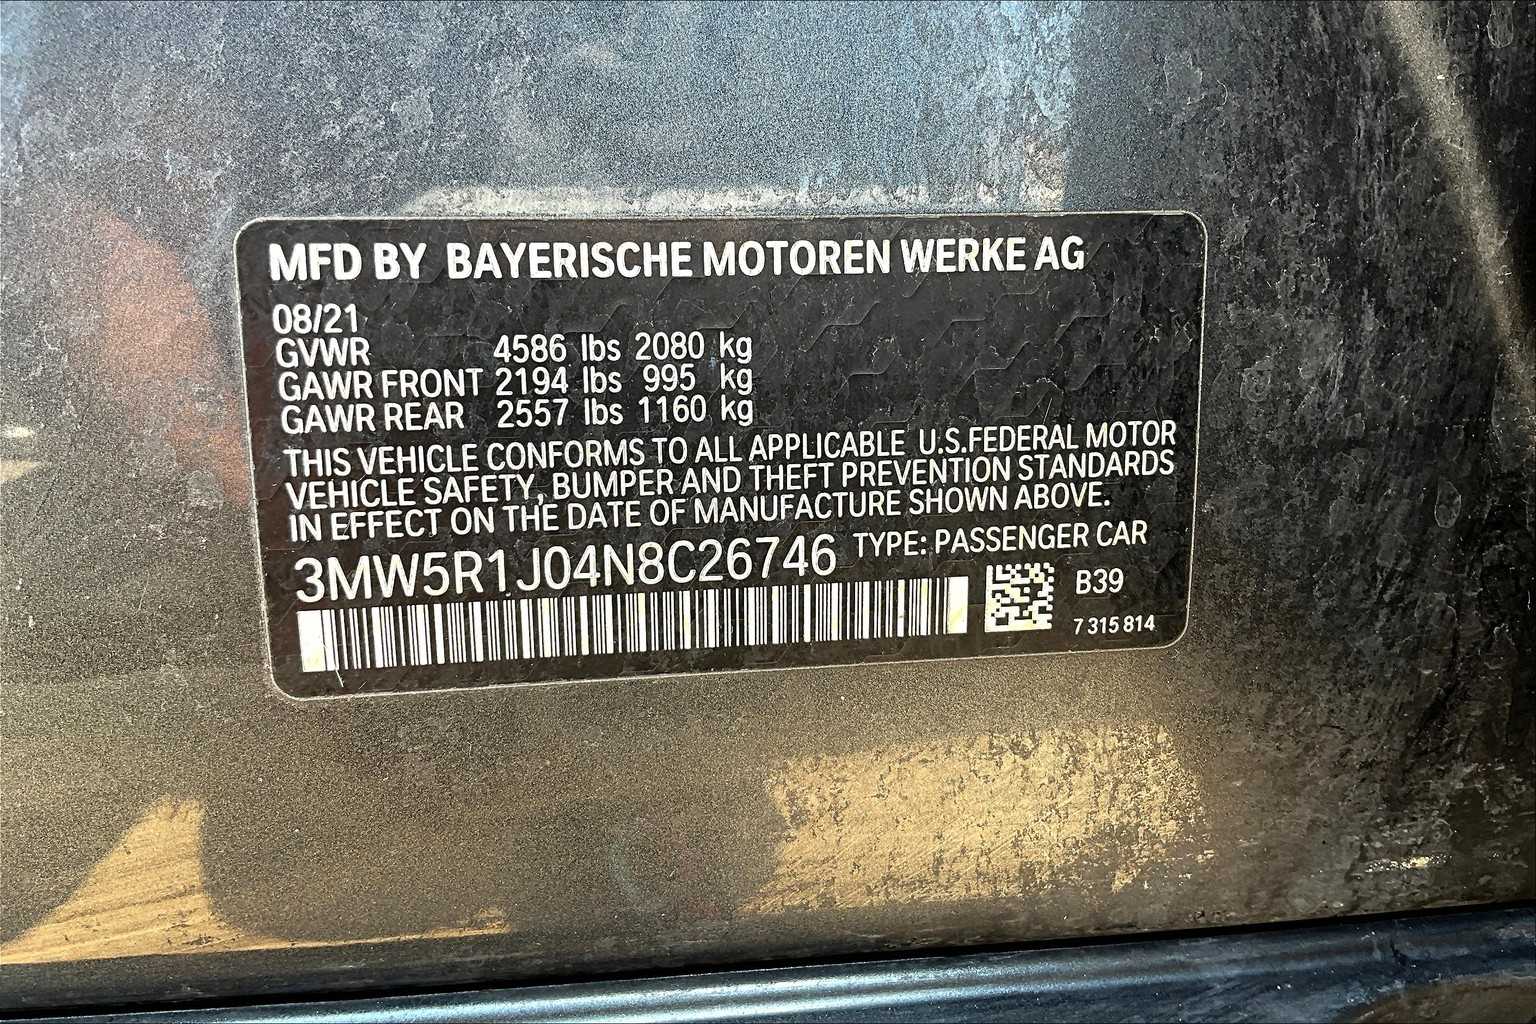 MFD BY BAYERISCHE MOTOREN WERKE AG
08/21
GVWR 4586 lbs 2080 kg
GAWR FRONT 2194 lbs 995 kg
GAWR REAR 2557 lbs 1160 kg
THIS VEHICLE CONFORMS TO ALL APPLICABLE U.S.FEDERAL MOTOR
VEHICLE SAFETY, BUMPER AND THEFT PREVENTION STANDARDS
IN EFFECT ON THE DATE OF MANUFACTURE SHOWN ABOVE.
3MW5R1J04N8C26746 TYPE: PASSENGER CAR
B39
7 315 814